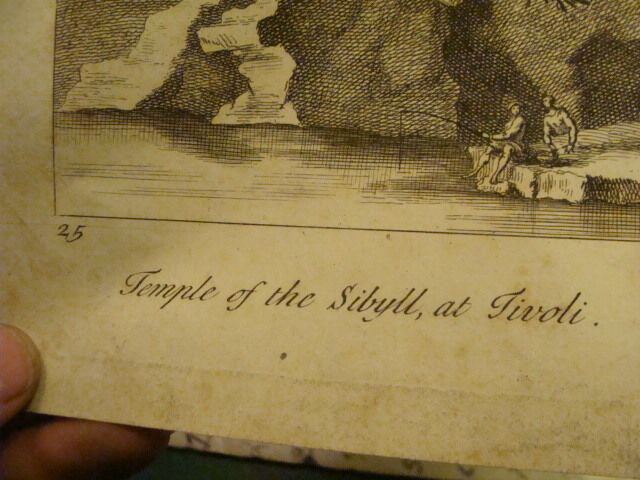 25
Temple of the Sibyll, at Tivoli.